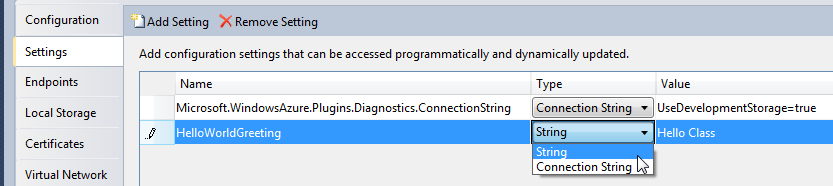 Configuration
Settings
Endpoints
Local Storage
Certificates
Virtual Network
Add Setting Remove Setting
Add configuration settings that can be accessed programmatically and dynamically updated.
Name Type Value
Microsoft.WindowsAzure.Plugins.Diagnostics.ConnectionString Connection String UseDevelopmentStorage=true
HelloWorldGreeting String Hello Class
String
Connection String